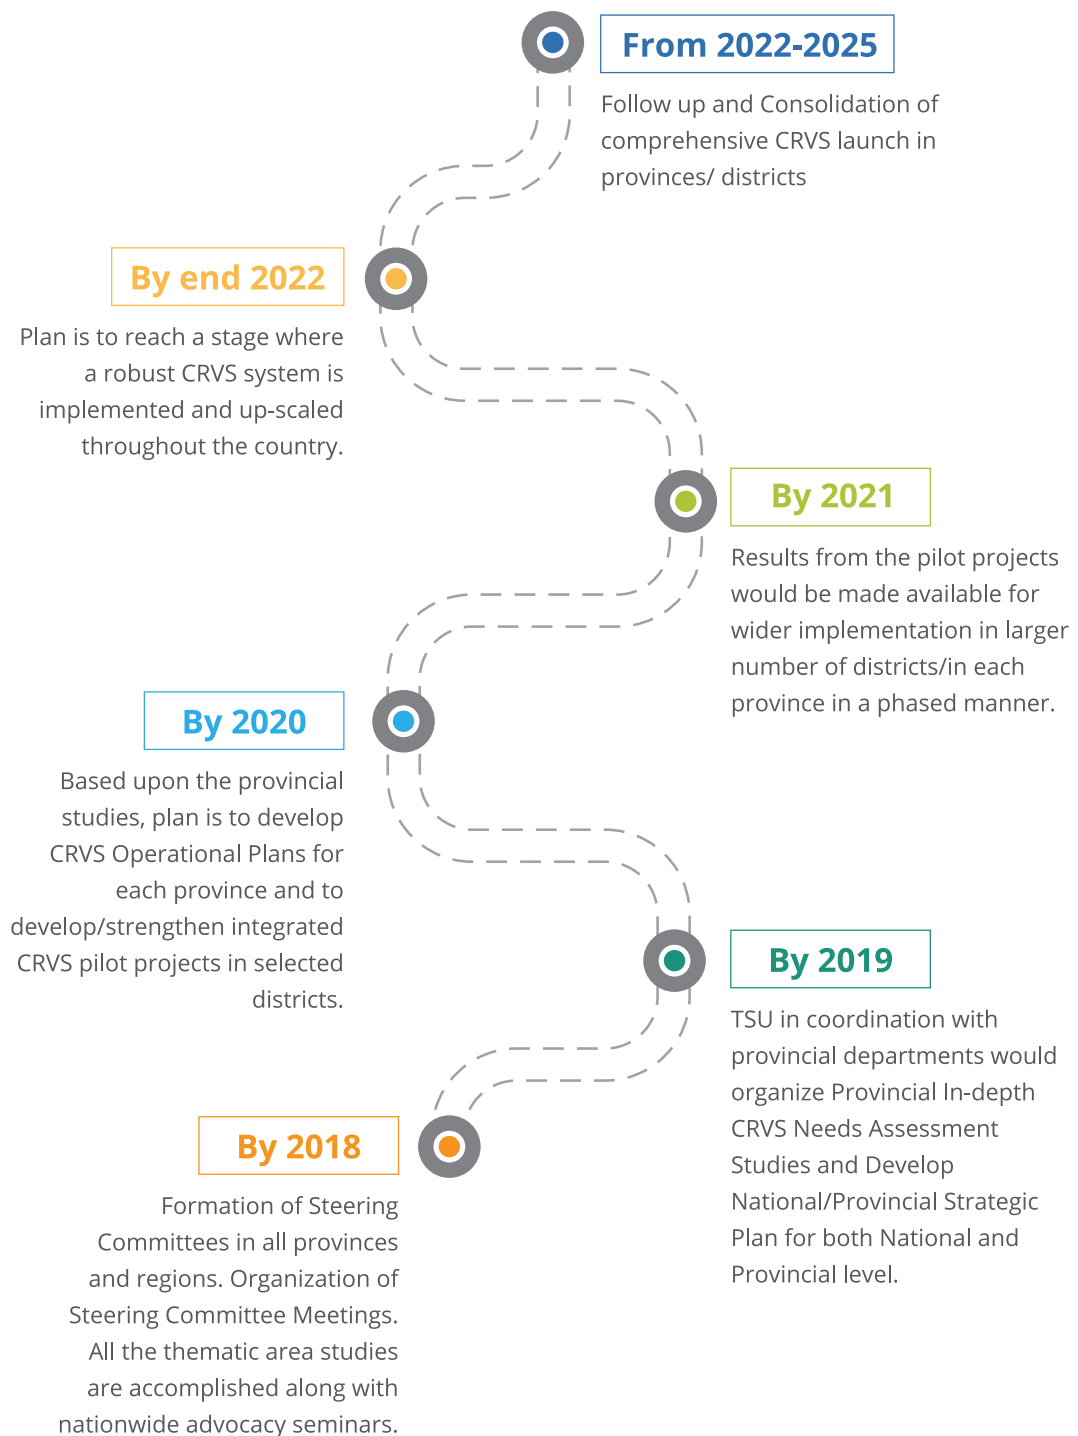 From 2022-2025
Follow up and Consolidation of
comprehensive CRVS launch in
provinces/ districts
By end 2022
Plan is to reach a stage where
a robust CRVS system is
implemented and up-scaled
throughout the country.
By 2021
Results from the pilot projects
would be made available for
wider implementation in larger
number of districts/in each
province in a phased manner.
By 2020
Based upon the provincial
studies, plan is to develop
CRVS Operational Plans for
each province and to
develop/strengthen integrated
CRVS pilot projects in selected
districts.
By 2019
TSU in coordination with
provincial departments would
organize Provincial In-depth
CRVS Needs Assessment
Studies and Develop
National/Provincial Strategic
Plan for both National and
Provincial level.
By 2018
Formation of Steering
Committees in all provinces
and regions. Organization of
Steering Committee Meetings.
All the thematic area studies
are accomplished along with
nationwide advocacy seminars.